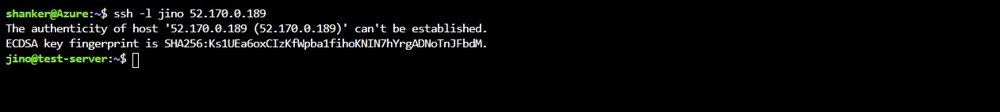 shanker@Azure:~$ ssh -l jino 52.170.0.189
The authenticity of host '52.170.0.189 (52.170.0.189)' can't be established.
ECDSA key fingerprint is SHA256:Ks1UEa6oxCIzKfWpba1fihoKNIN7hYrgADNoTnJFbdM.
jino@test-server:~$